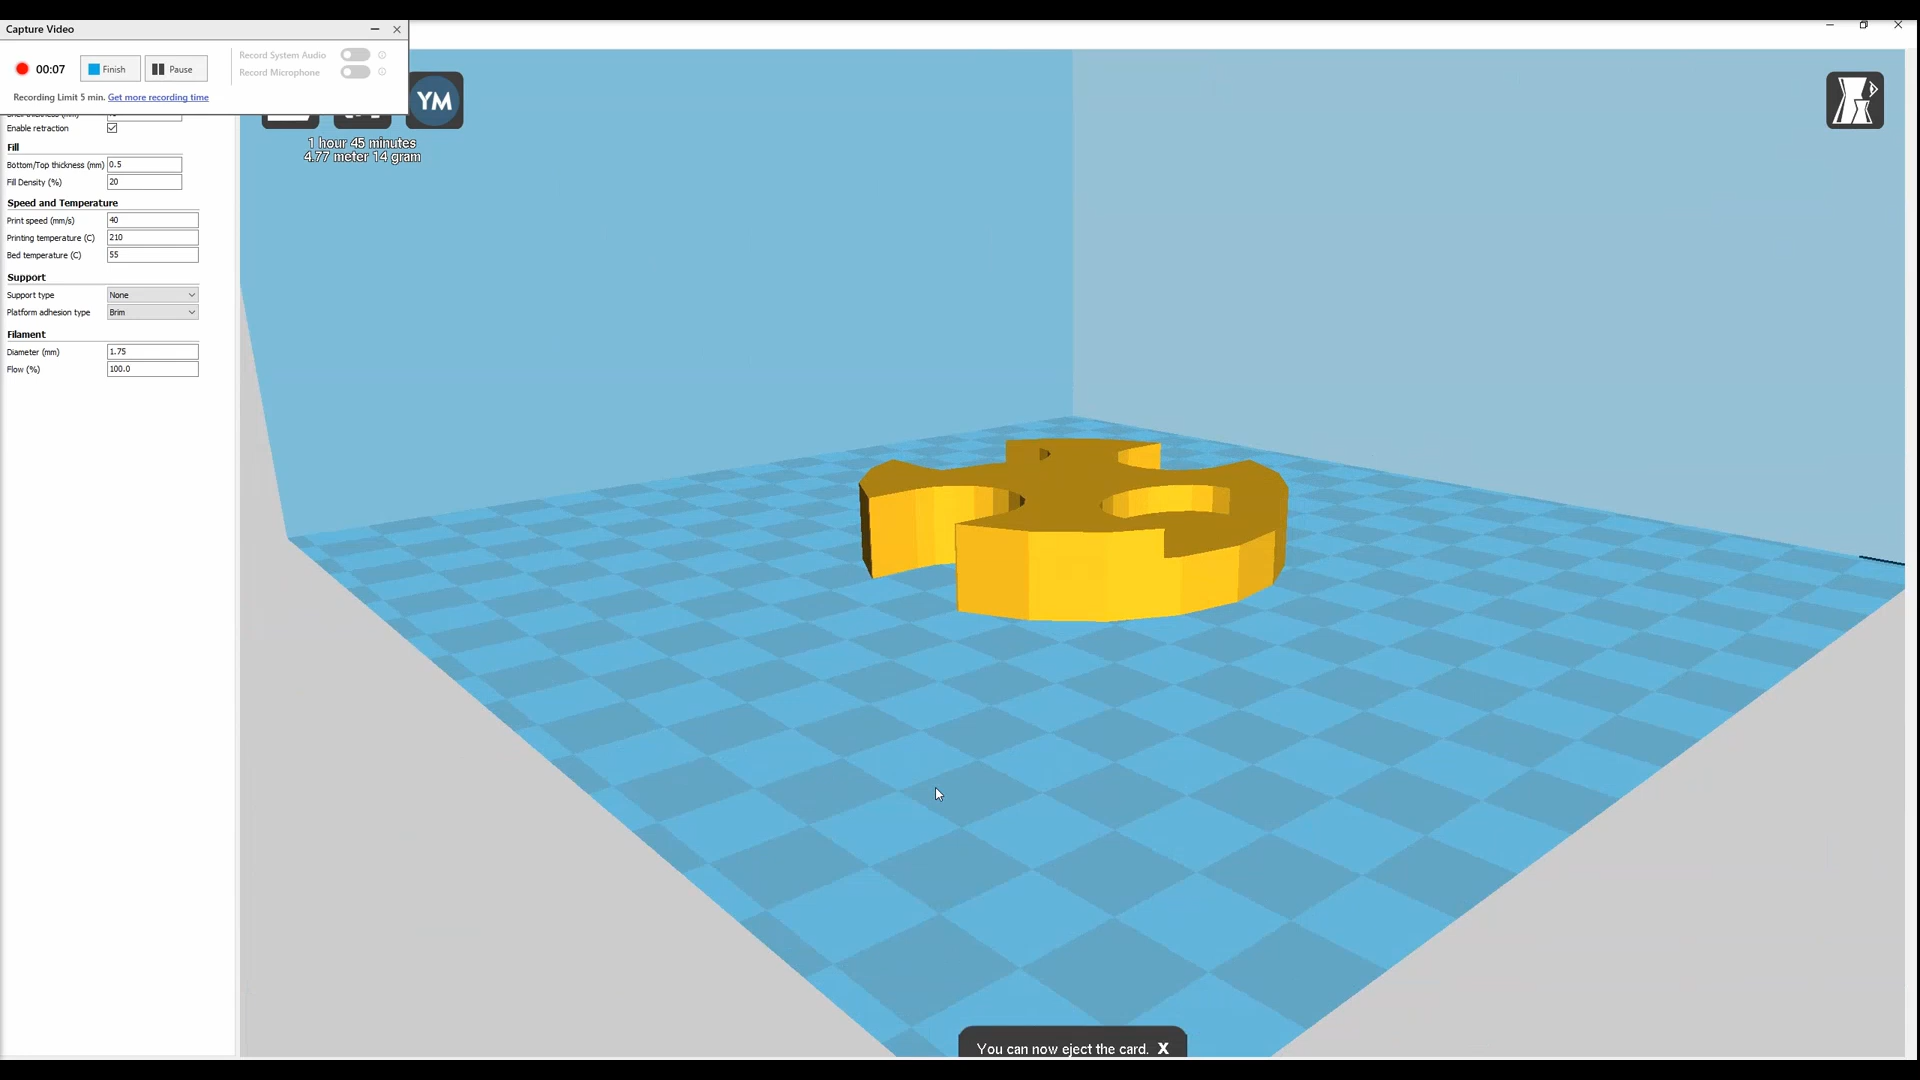 Capture Video
00:07
Finish
Pause
Record System Audio
Record Microphone
Recording Limit 5 min. Get more recording time
YM
1 hour 45 minutes
4.77 meter 14 gram
Enable retraction
Fill
Bottom/Top thickness (mm) 0.5
Fill Density (%) 20
Speed and Temperature
Print speed (mm/s) 40
Printing temperature (C) 210
Bed temperature (C) 55
Support
Support type None
Platform adhesion type Brim
Filament
Diameter (mm) 1.75
Flow (%) 100.0
You can now eject the card. X